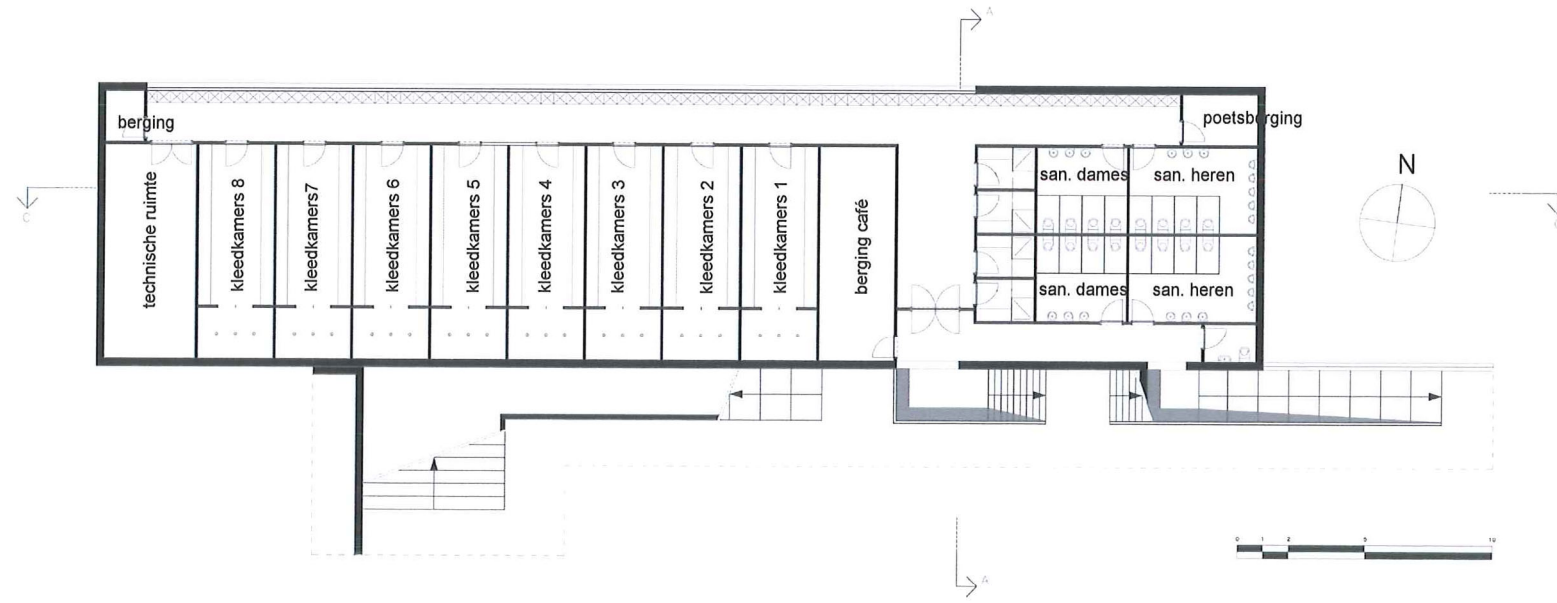 A
berging
poetsberging
N
san. dames
san. heren
technische ruimte
kleedkamers 8
kleedkamers7
kleedkamers 6
kleedkamers 5
kleedkamers 4
kleedkamers 3
kleedkamers 2
kleedkamers 1
berging café
C
san. dames
san. heren
0 1 2 5 10
A